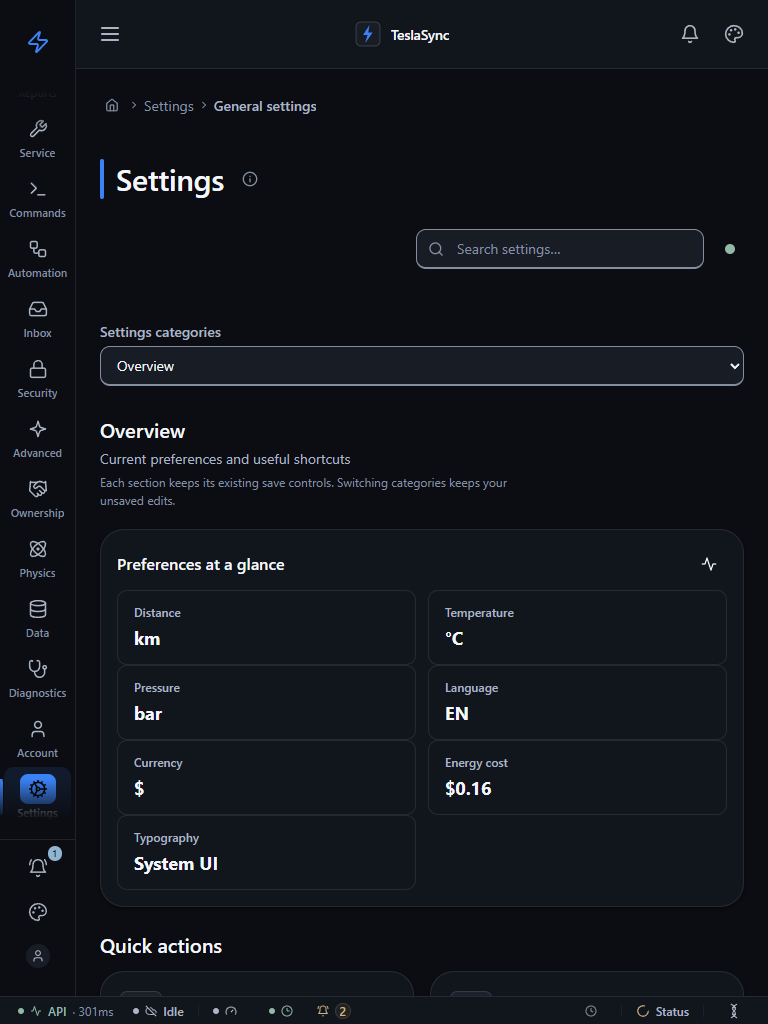 TeslaSync
Reports
Service
Commands
Automation
Inbox
Security
Advanced
Ownership
Physics
Data
Diagnostics
Account
Settings
1
Settings
General settings
Settings
Search settings...
Settings categories
Overview
Overview
Current preferences and useful shortcuts
Each section keeps its existing save controls. Switching categories keeps your
unsaved edits.
Preferences at a glance
Distance
km
Temperature
°C
Pressure
bar
Language
EN
Currency
$
Energy cost
$0.16
Typography
System UI
Quick actions
API · 301ms
Idle
2
Status